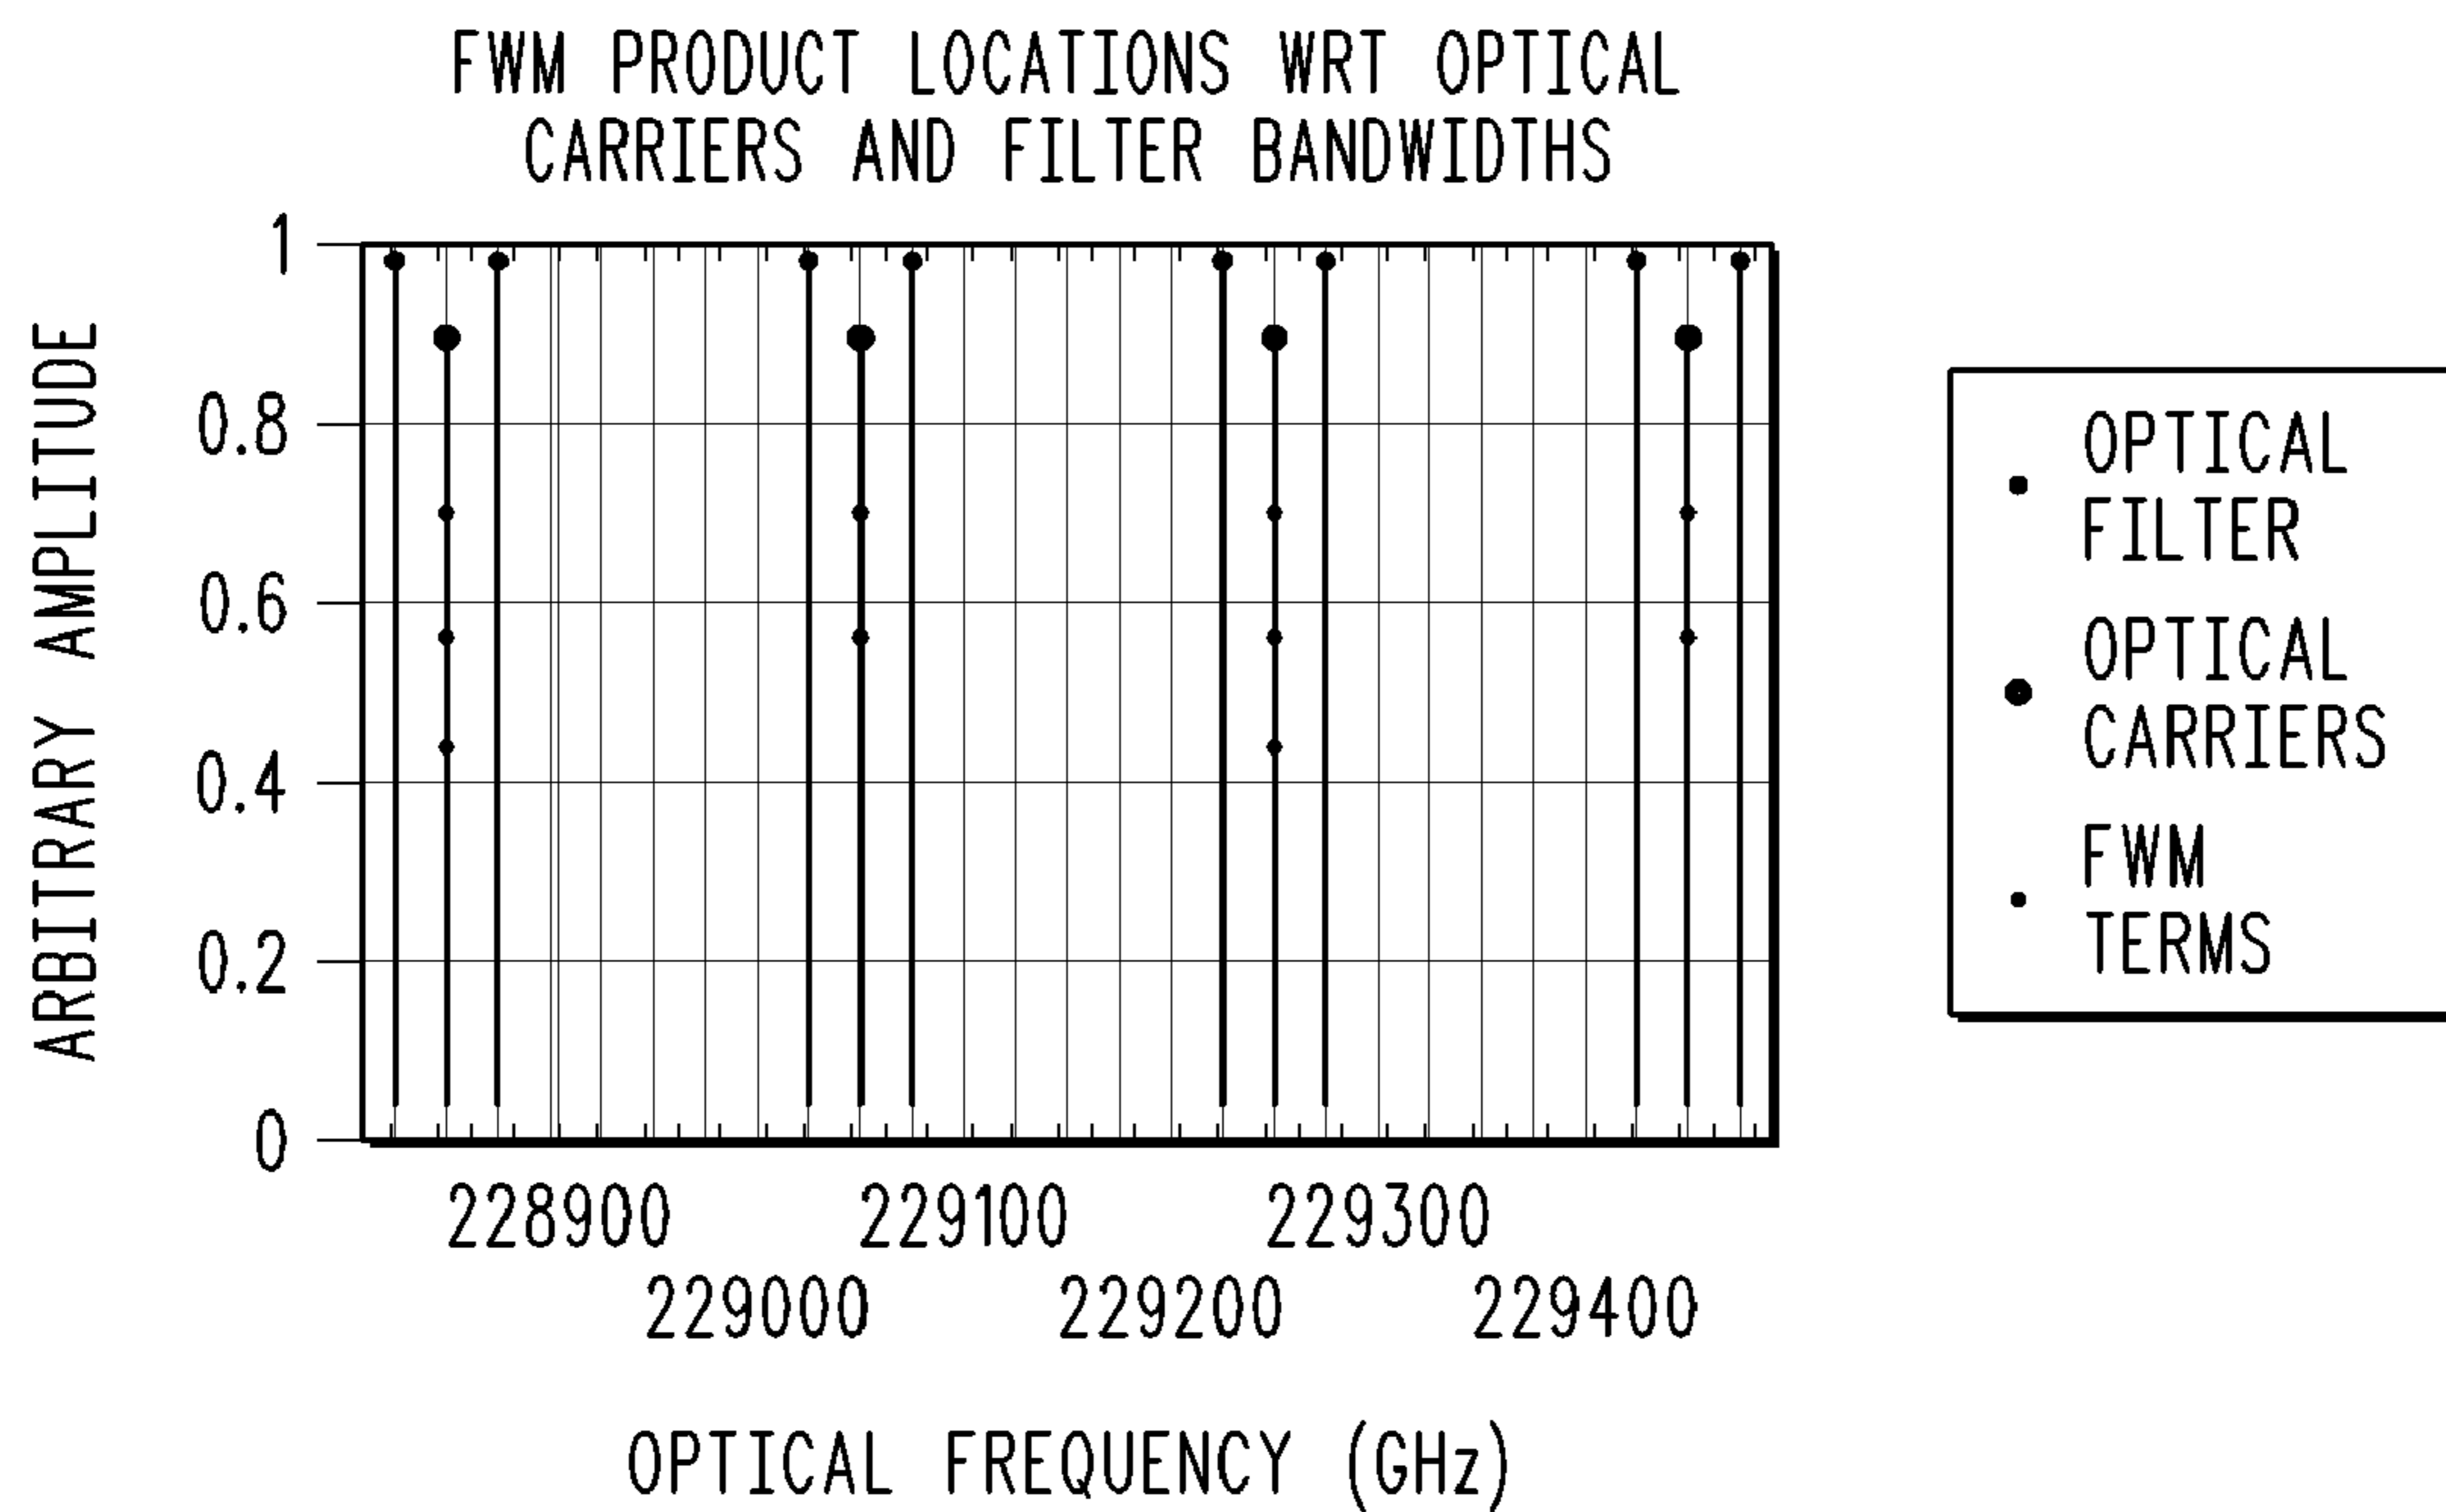 FWM PRODUCT LOCATIONS WRT OPTICAL
CARRIERS AND FILTER BANDWIDTHS
ARBITRARY AMPLITUDE
1
0.8
0.6
0.4
0.2
0
228900
229100
229300
229000
229200
229400
OPTICAL FREQUENCY (GHz)
OPTICAL
FILTER
OPTICAL
CARRIERS
FWM
TERMS